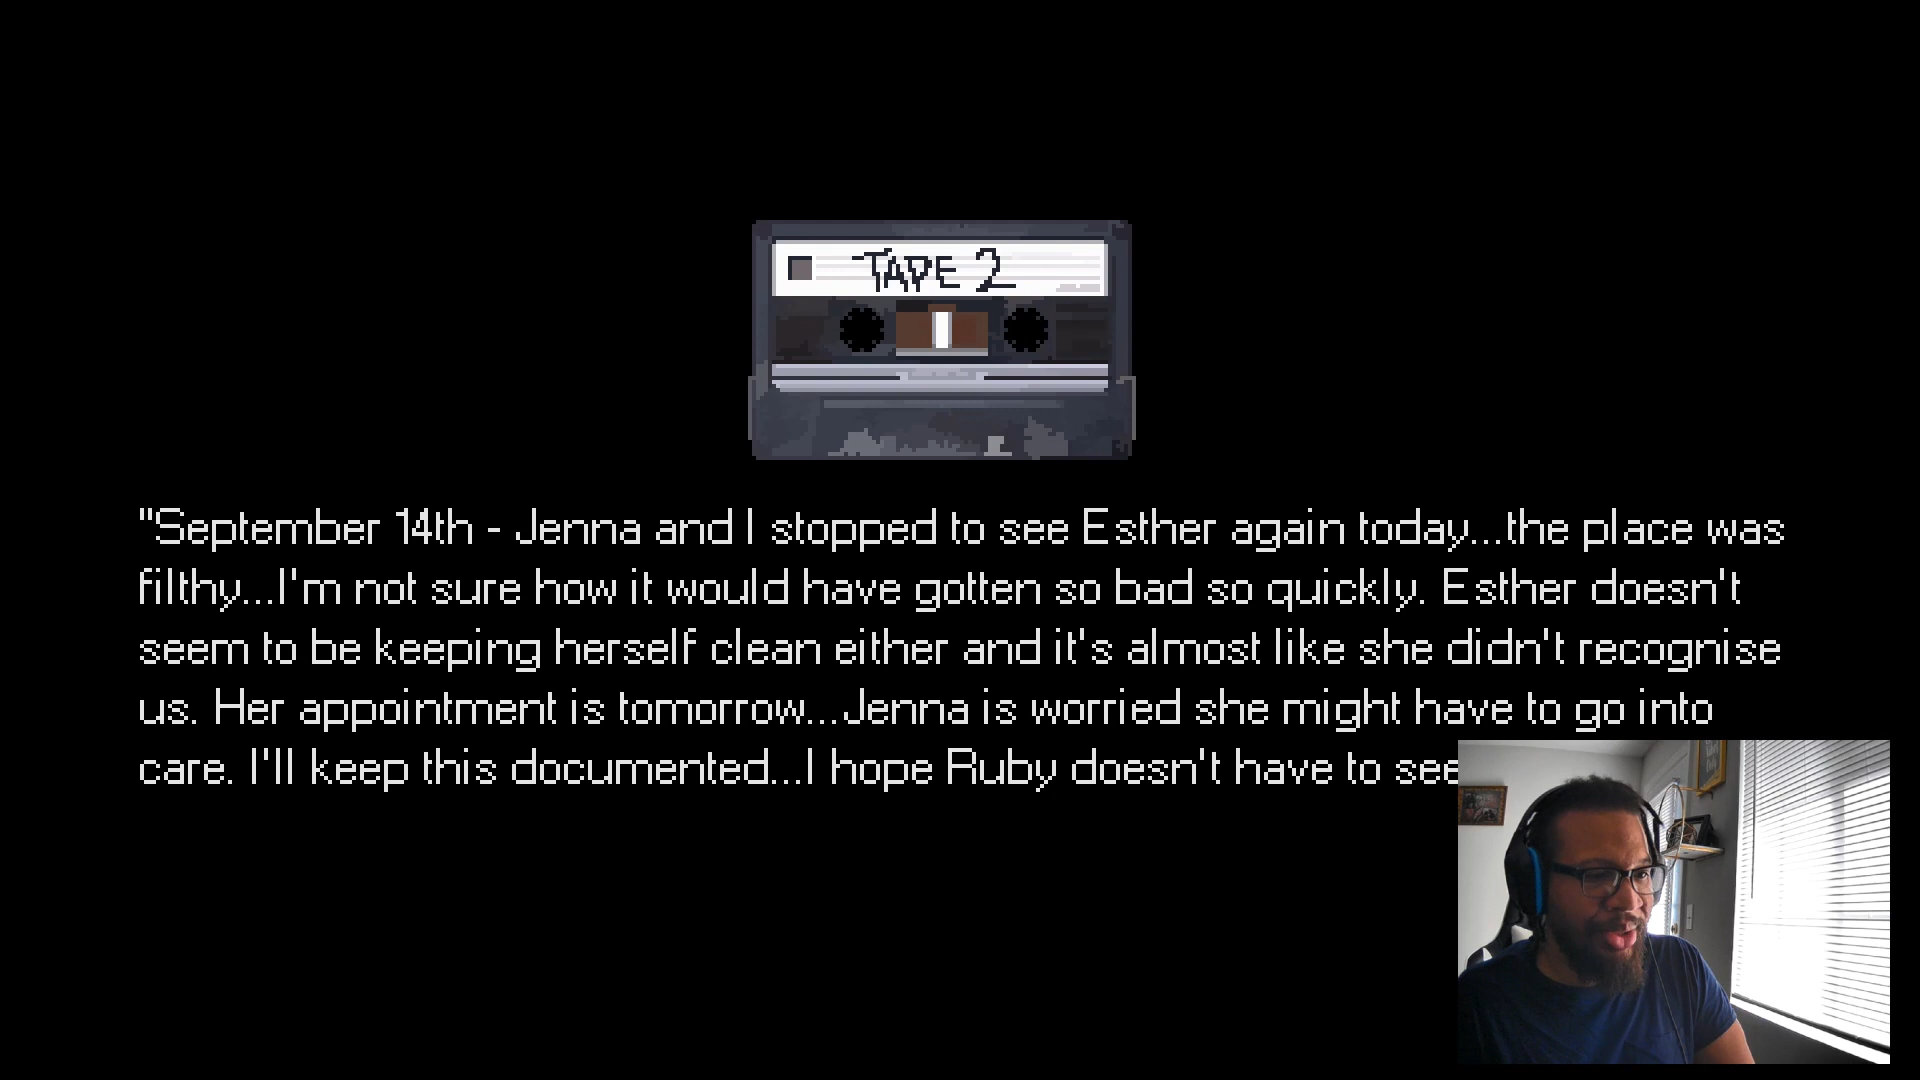 TAPE 2
"September 14th - Jenna and I stopped to see Esther again today...the place was
filthy...I'm not sure how it would have gotten so bad so quickly. Esther doesn't
seem to be keeping herself clean either and it's almost like she didn't recognise
us. Her appointment is tomorrow...Jenna is worried she might have to go into
care. I'll keep this documented...I hope Ruby doesn't have to see